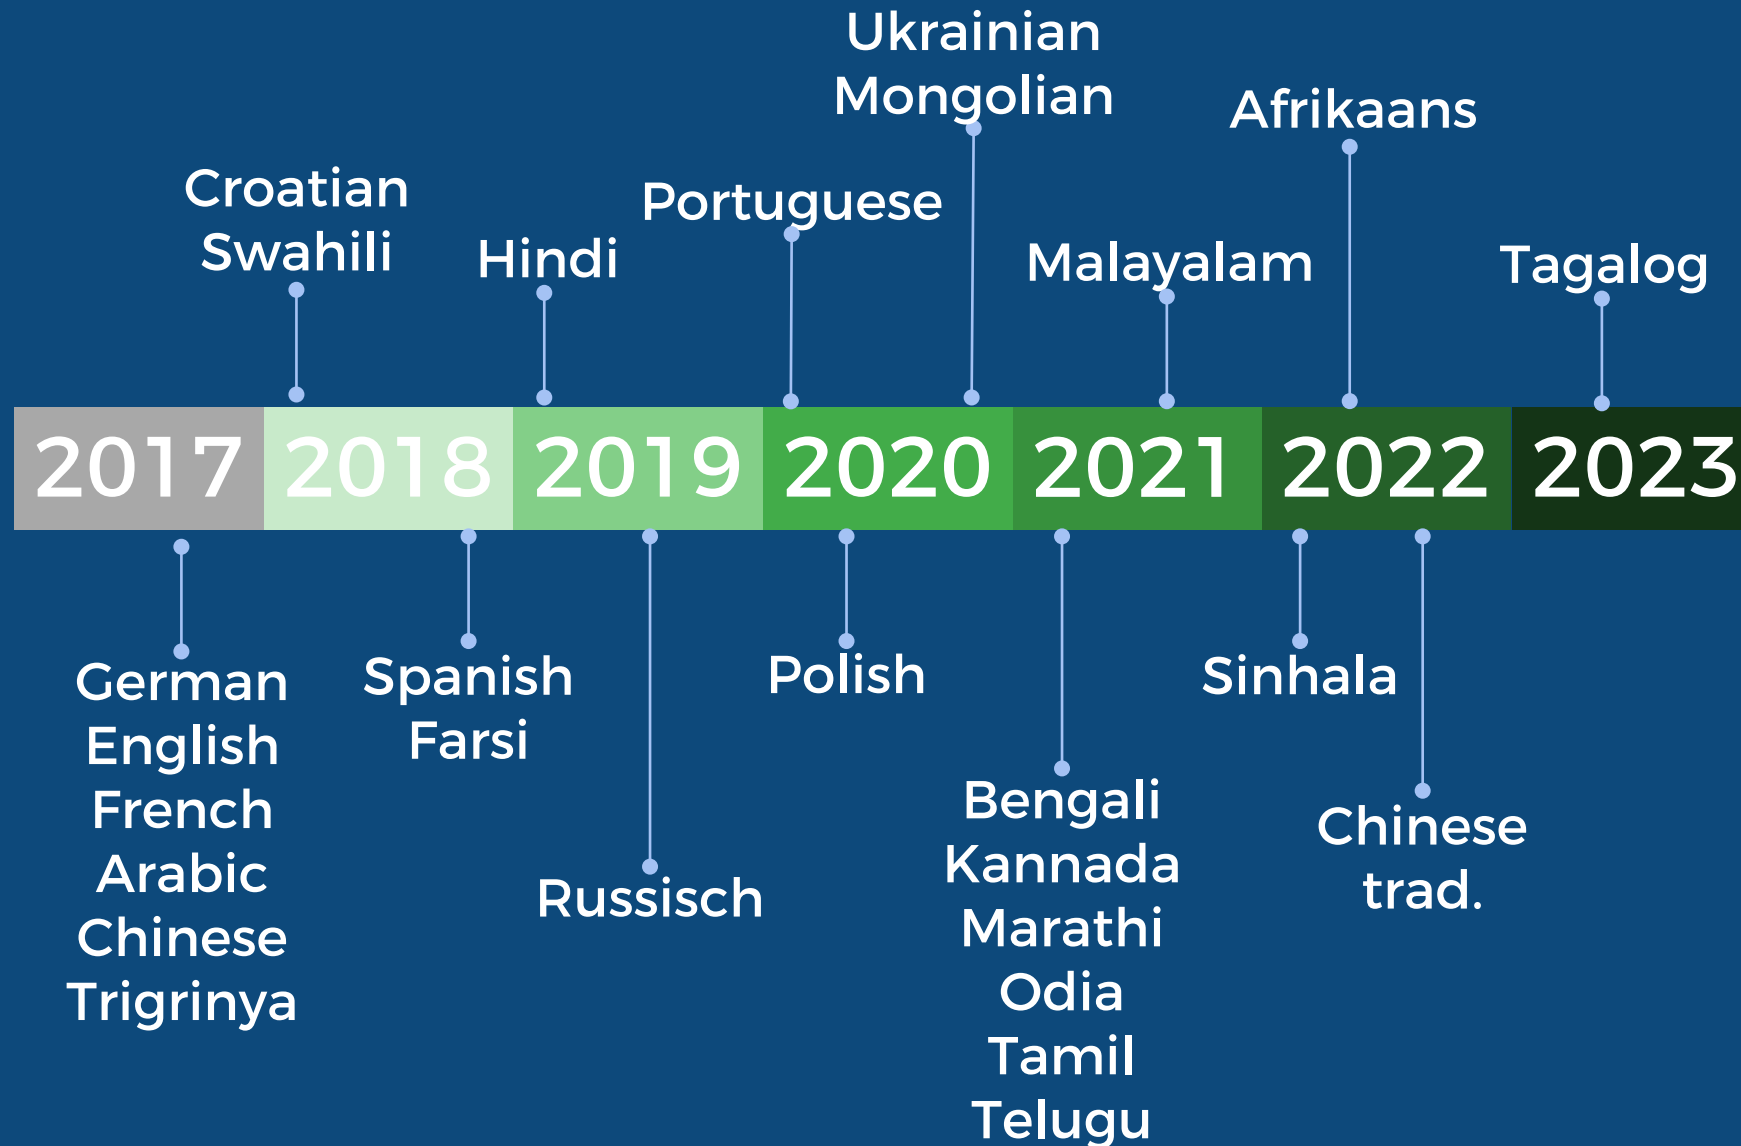 Ukrainian
Mongolian
Afrikaans
Croatian
Swahili
Portuguese
Hindi
Malayalam
Tagalog
2017 2018 2019 2020 2021 2022 2023
German
English
French
Arabic
Chinese
Trigrinya
Spanish
Farsi
Russisch
Polish
Bengali
Kannada
Marathi
Odia
Tamil
Telugu
Sinhala
Chinese
trad.